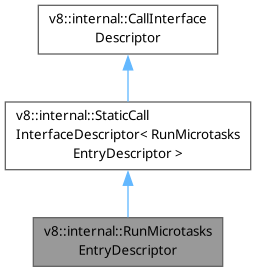 v8::internal::CallInterface
Descriptor
v8::internal::StaticCall
InterfaceDescriptor< RunMicrotasks
EntryDescriptor >
v8::internal::RunMicrotasks
EntryDescriptor